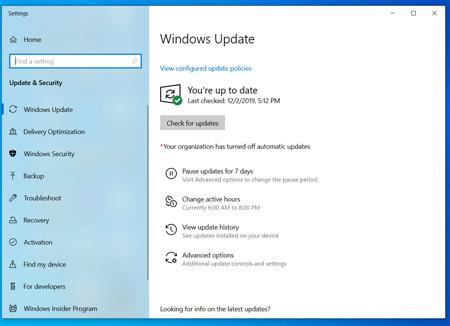 Settings
Home
Find a setting
Update & Security
Windows Update
Delivery Optimization
Windows Security
Backup
Troubleshoot
Recovery
Activation
Find my device
For developers
Windows Insider Program
Windows Update
View configured update policies
You're up to date
Last checked: 12/2/2019, 5:12 PM
Check for updates
*Your organization has turned off automatic updates
Pause updates for 7 days
Visit Advanced options to change the pause period
Change active hours
Currently 6:00 AM to 8:00 PM
View update history
See updates installed on your device
Advanced options
Additional update controls and settings
Looking for info on the latest updates?